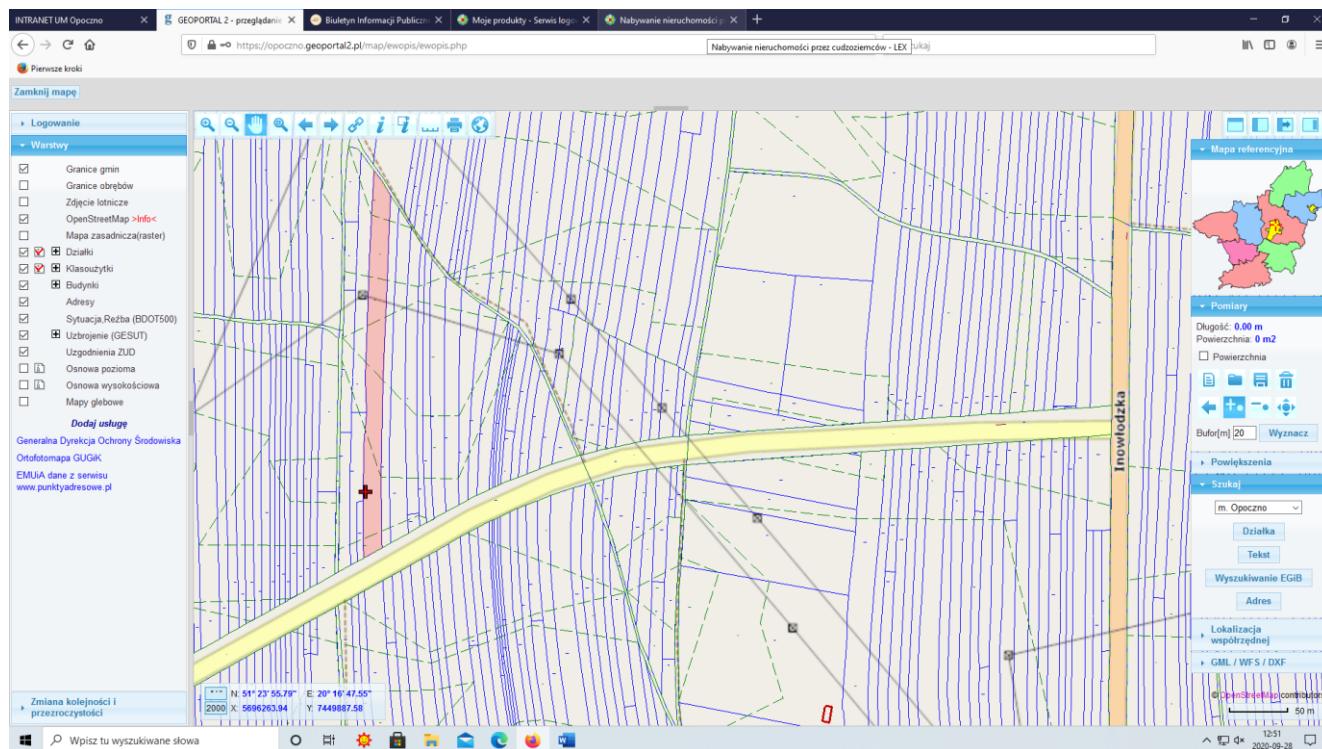 INTRANET UM Opoczno
GEOPORTAL 2 - przeglądanie
Biuletyn Informacji Publiczn
Moje produkty - Serwis logo
Nabywanie nieruchomości p
https://opoczno.geoportal2.pl/map/ewopis/ewopis.php
Nabywanie nieruchomości przez cudzoziemców - LEX
ukaj
Pierwsze kroki
Zamknij mapę
Logowanie
Warstwy
Granice gmin
Granice obrębów
Zdjęcie lotnicze
OpenStreetMap >Info<
Mapa zasadnicza(raster)
Działki
Klasoużytki
Budynki
Adresy
Sytuacja,Rzeźba (BDOT500)
Uzbrojenie (GESUT)
Uzgodnienia ZUD
Osnowa pozioma
Osnowa wysokościowa
Mapy glebowe
Dodaj usługę
Generalna Dyrekcja Ochrony Środowiska
Ortofotomapa GUGiK
EMUiA dane z serwisu
www.punktyadresowe.pl
Zmiana kolejności i
przezroczystości
N: 51° 23' 55.79" E: 20° 16' 47.55"
2000 X: 5696263.94 Y: 7449887.58
Inowłodzka
Mapa referencyjna
Pomiary
Długość: 0.00 m
Powierzchnia: 0 m2
Powierzchnia
Bufor[m] 20 Wyznacz
Powiększenia
Szukaj
m. Opoczno
Działka
Tekst
Wyszukiwanie EGiB
Adres
Lokalizacja
współrzędnej
GML / WFS / DXF
© OpenStreetMap contributors
50 m
Wpisz tu wyszukiwane słowa
12:51
2020-09-28